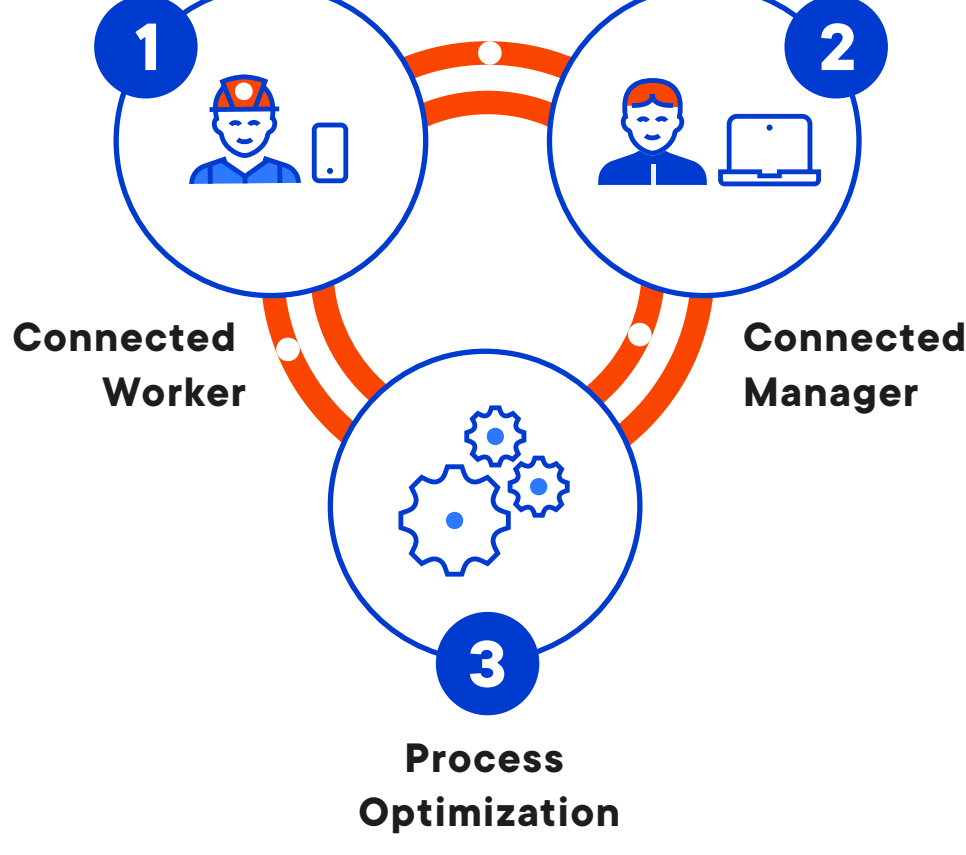 1
2
Connected
Worker
Connected
Manager
3
Process
Optimization